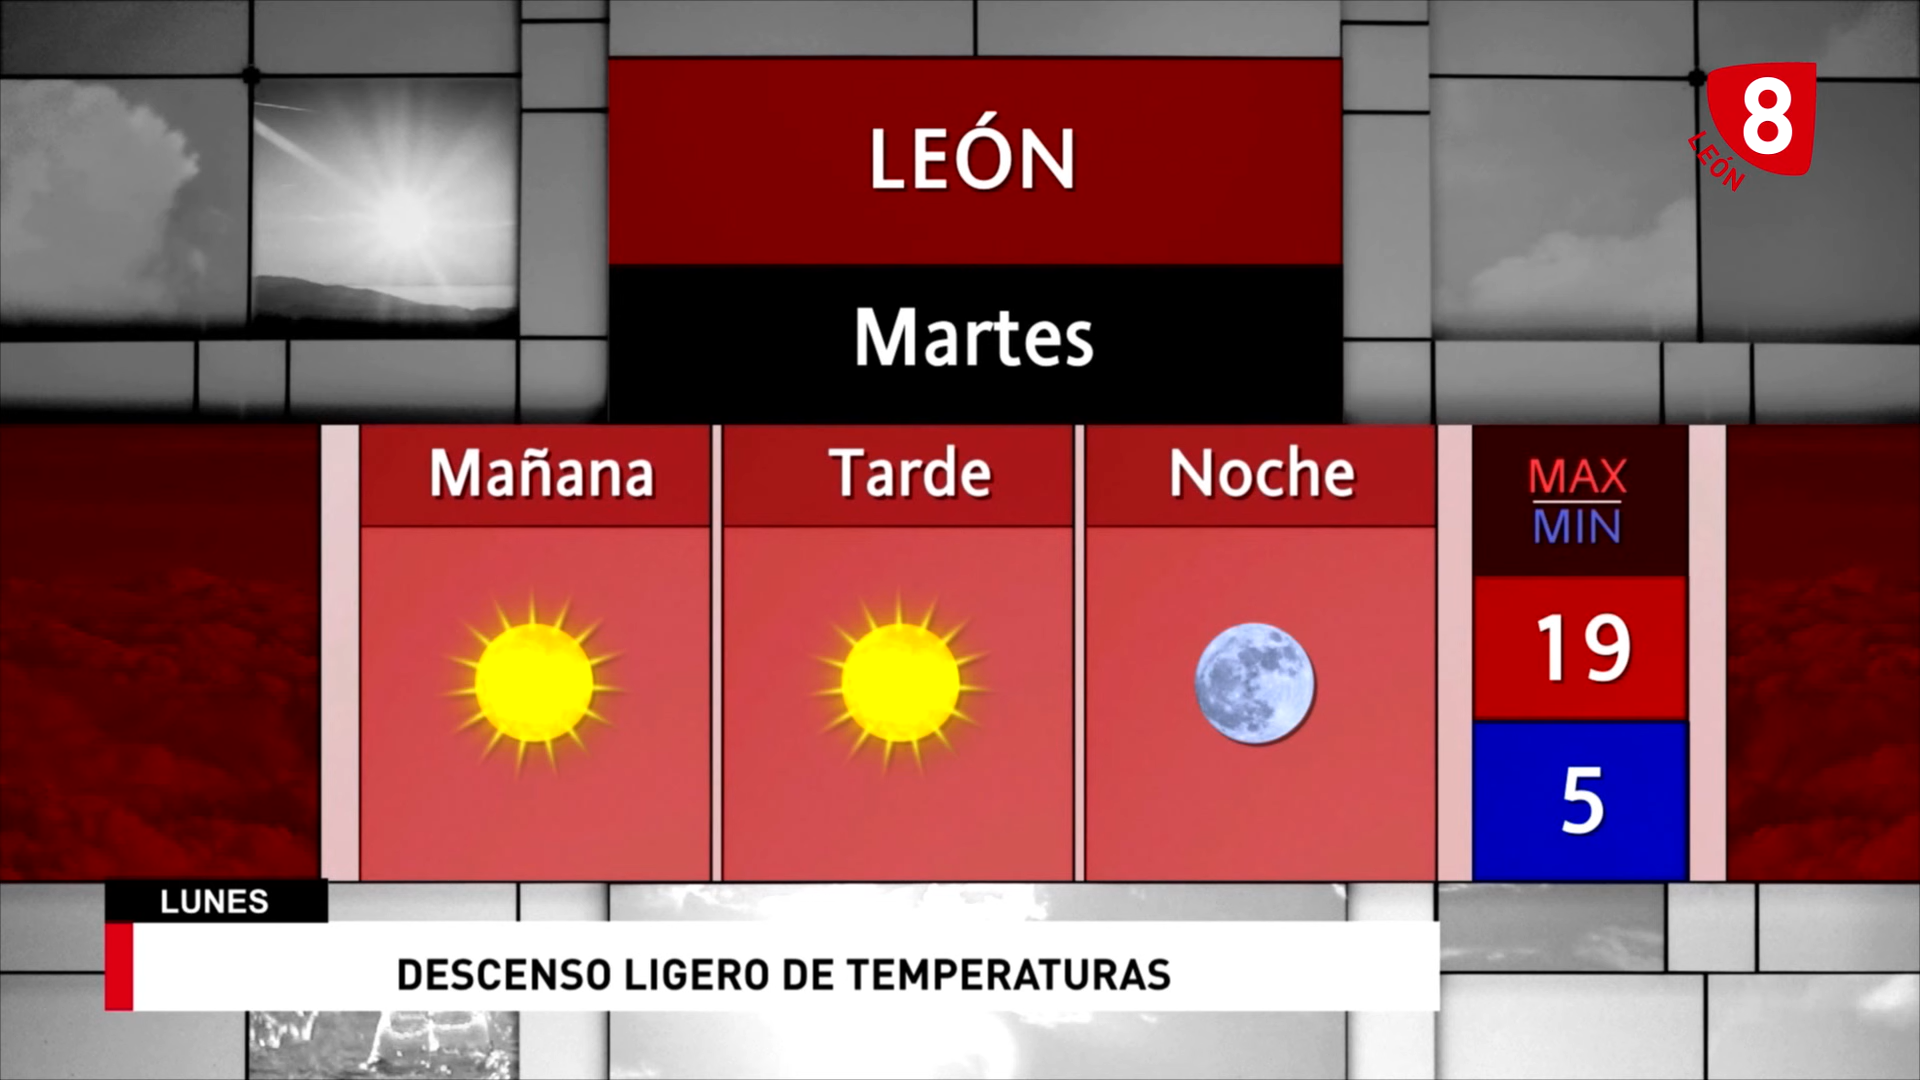 LEÓN
8
LEÓN
Martes
Mañana
Tarde
Noche
MAX
MIN
19
5
LUNES
DESCENSO LIGERO DE TEMPERATURAS